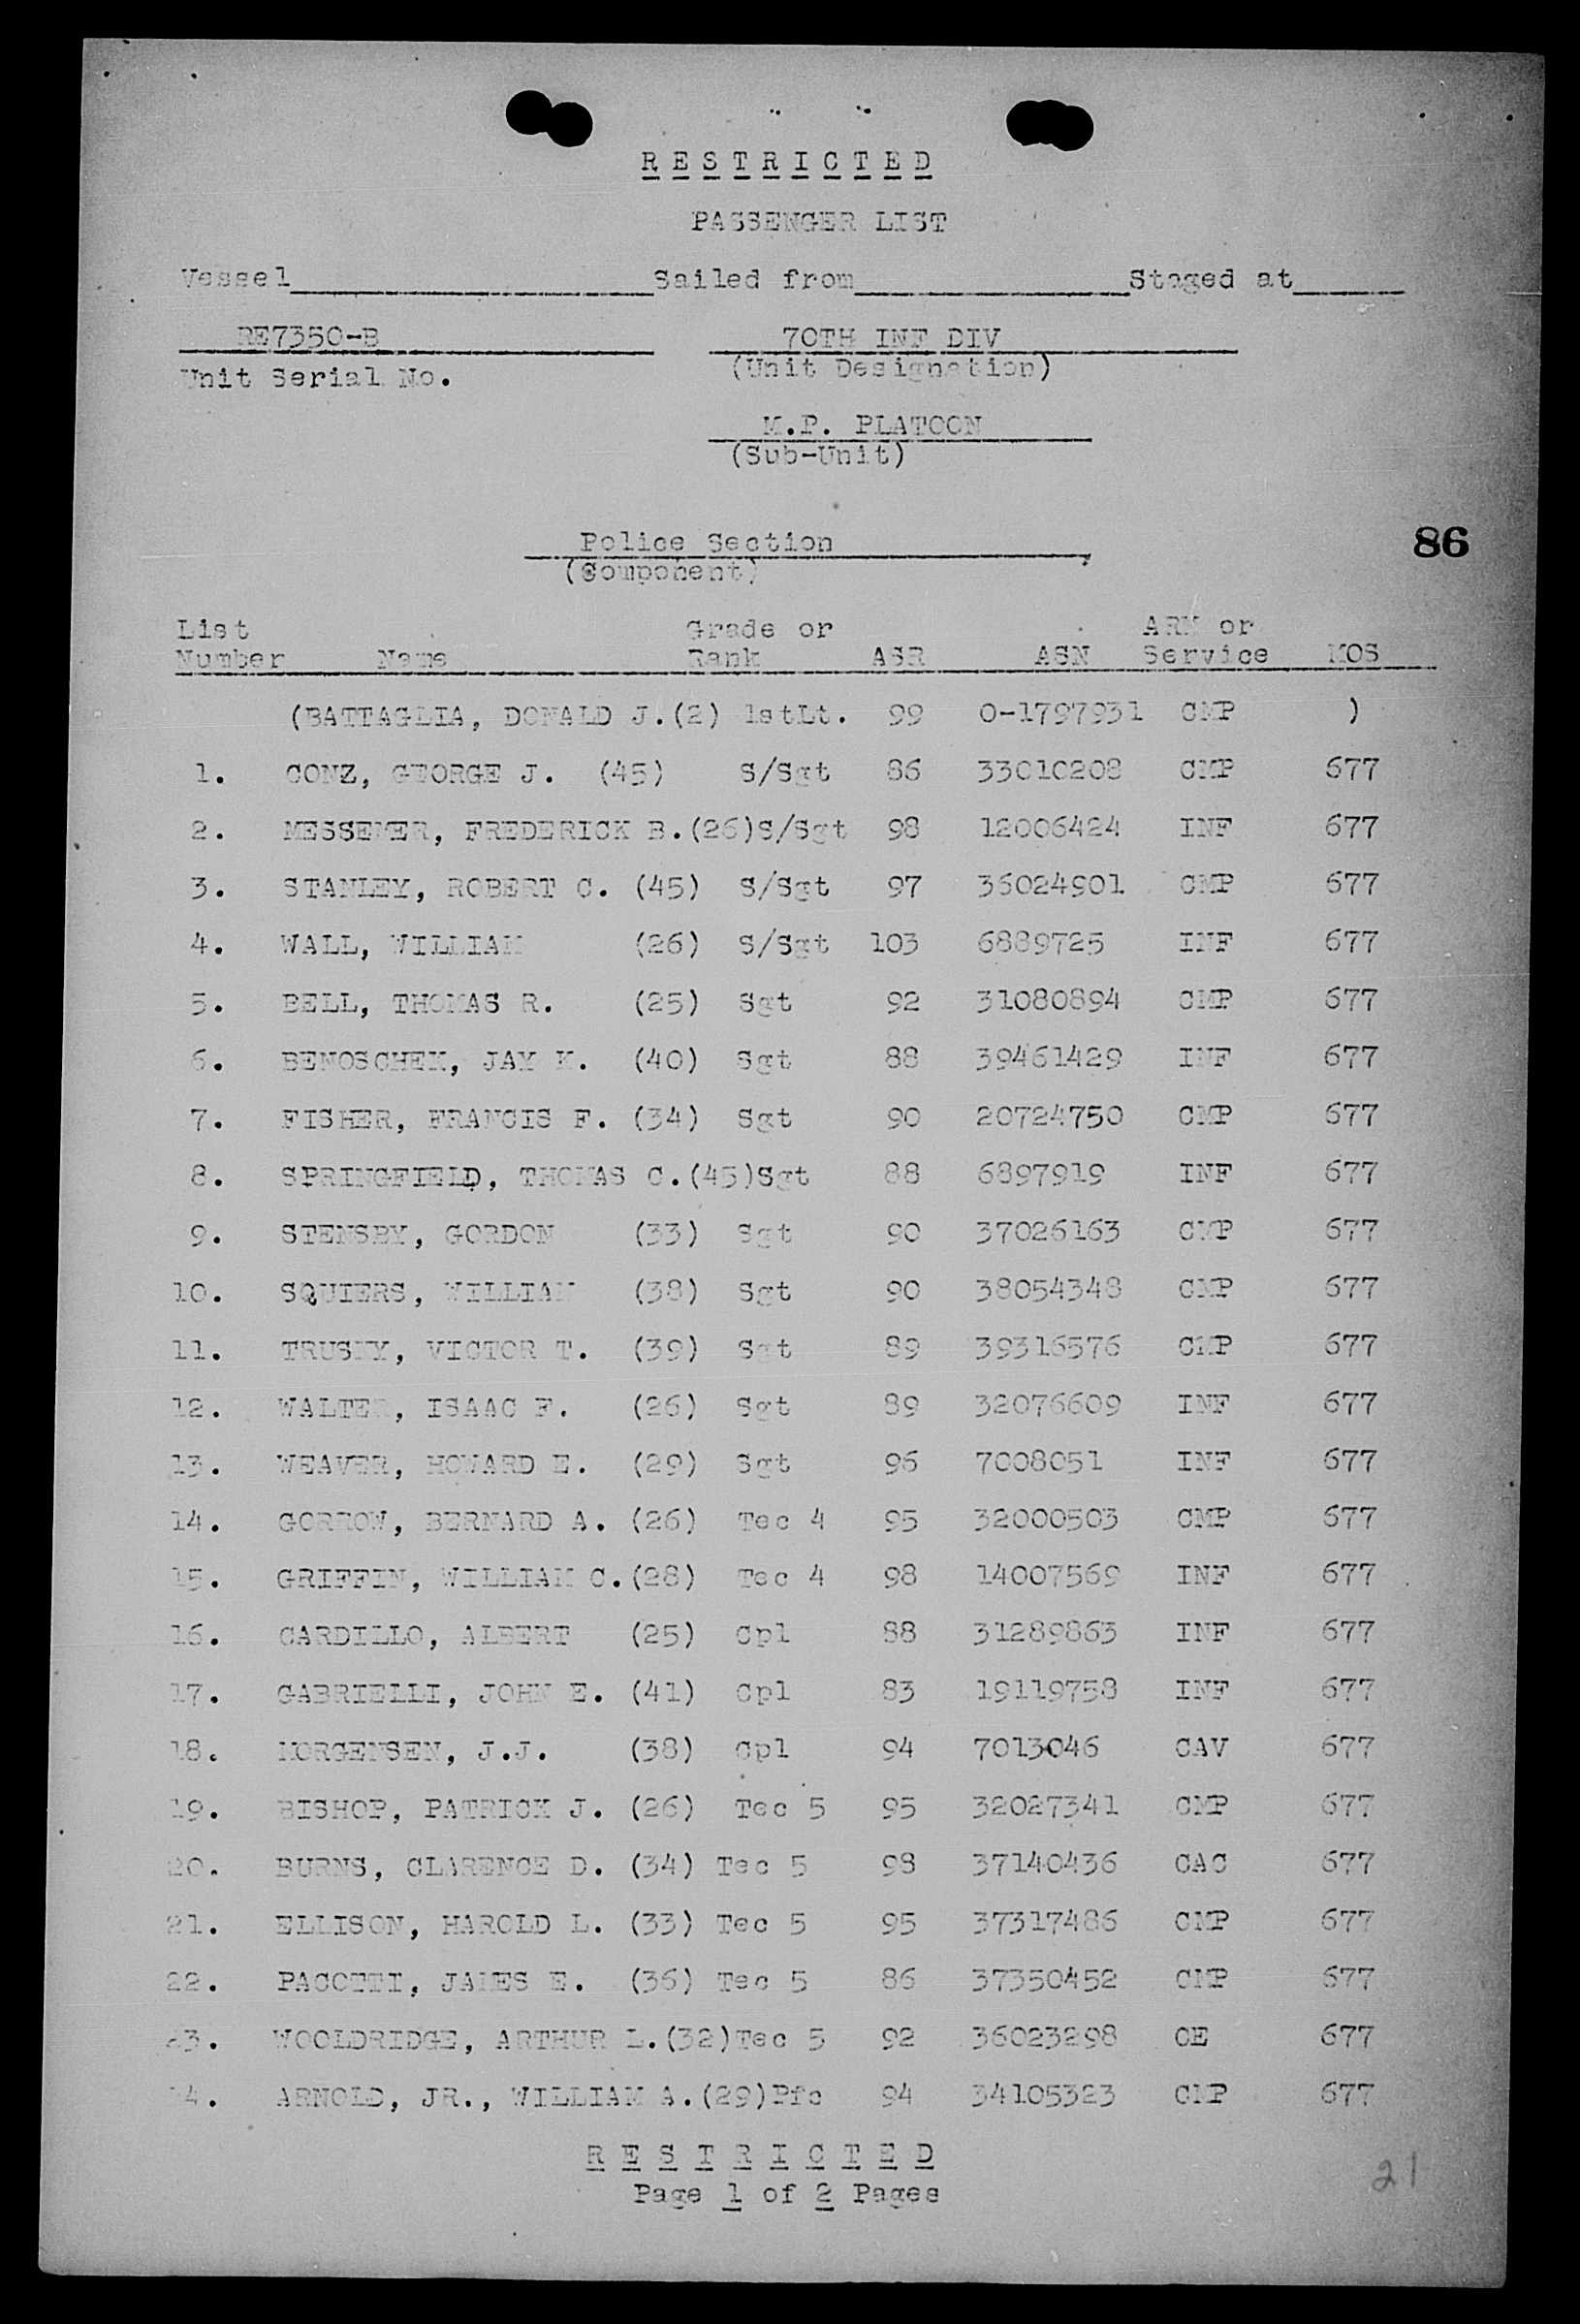 R E S T R I C T E D
PASSENGER LIST
Vessel____Sailed from____Staged at____
RE7350-B 70TH INF DIV
Unit Serial No. (Unit Designation)
M.P. PLATOON
(Sub-Unit)
Police Section
86
(Component)
List Grade or ARM or
Number Name Rank ASR ASN Service MOS
(BATTAGLIA, DONALD J.(2) 1stLt. 99 O-1797931 CMP )
1. CONZ, GEORGE J. (45) S/Sgt 86 33010208 CMP 677
2. MESSEMER, FREDERICK B.(26)S/Sgt 98 12006424 INF 677
3. STANLEY, ROBERT C. (45) S/Sgt 97 36024901 CMP 677
4. WALL, WILLIAM (26) S/Sgt 103 6889725 INF 677
5. BELL, THOMAS R. (25) Sgt 92 31080894 CMP 677
6. BENOSCHEK, JAY K. (40) Sgt 88 39461429 INF 677
7. FISHER, FRANCIS F. (34) Sgt 90 20724750 CMP 677
8. SPRINGFIELD, THOMAS C.(45)Sgt 88 6897919 INF 677
9. STENSBY, GORDON (33) Sgt 90 37026163 CMP 677
10. SQUIERS, WILLIAM (38) Sgt 90 38054348 CMP 677
11. VICTOR T. (39) Sgt 89 39316576 CMP 677
12. WALTER, ISAAC F. (26) Sgt 89 32076609 INF 677
13. WEAVER, HOWARD E. (29) Sgt 96 7008051 INF 677
14. GORROW, BERNARD A. (26) Tec 4 95 32000503 CMP 677
15. GRIFFIN, WILLIAM C.(28) Tec 4 98 14007569 INF 677
16. CARDILLO, ALBERT (25) Cpl 88 31289863 INF 677
17. GABRIELLI, JOHN E. (41) Cpl 83 19119758 INF 677
18. MORGENSEN, J.J. (38) Cpl 94 7013046 CAV 677
19. BISHOP, PATRICK J. (26) Tec 5 95 32027341 CMP 677
20. BURNS, CLARENCE D. (34) Tec 5 98 37140436 CAC 677
21. ELLISON, HAROLD L. (33) Tec 5 95 37317486 CMP 677
22. PACOTTI, JAMES E. (36) Tec 5 86 37350452 CMP 677
23. WOOLDRIDGE, ARTHUR L.(32)Tec 5 92 36023298 CE 677
24. ARNOLD, JR., WILLIAM A.(29)Pfc 94 34105323 CMP 677
R E S T R I C T E D
Page 1 of 2 Pages
21